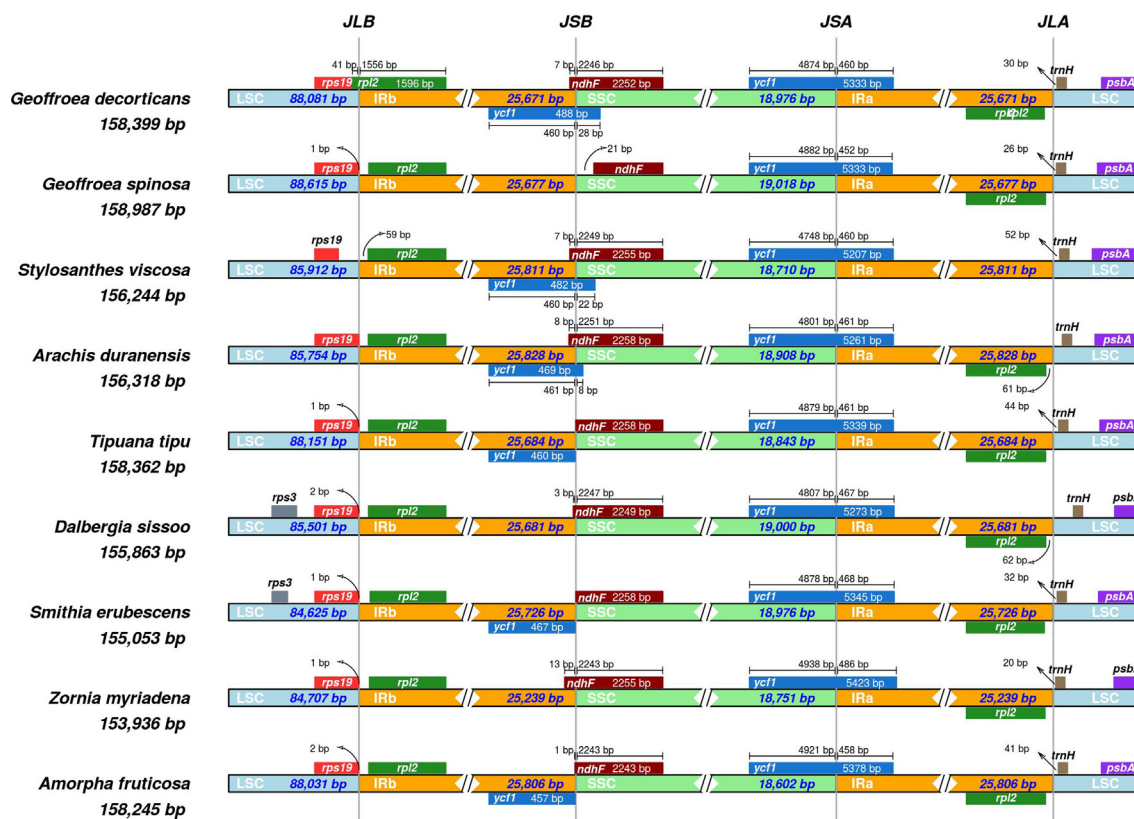 JLB JSB JSA JLA
41 bp 1556 bp 7 bp 2246 bp 4874 bp 460 bp 30 bp trnH
rps19 rpl2 1596 bp ndhF 2252 bp ycf1 5333 bp psbA
Geoffroea decorticans LSC 88,081 bp IRb 25,671 bp SSC 18,976 bp IRa 25,671 bp LSC
158,399 bp ycf1 488 bp rpl2
460 bp 28 bp
1 bp 21 bp 4882 bp 452 bp 26 bp trnH
rps19 rpl2 ndhF ycf1 5333 bp psbA
Geoffroea spinosa LSC 88,615 bp IRb 25,677 bp SSC 19,018 bp IRa 25,677 bp LSC
158,987 bp rpl2
rps19 59 bp 7 bp 2249 bp 4748 bp 460 bp 52 bp trnH
rpl2 ndhF 2255 bp ycf1 5207 bp psbA
Stylosanthes viscosa LSC 85,912 bp IRb 25,811 bp SSC 18,710 bp IRa 25,811 bp LSC
156,244 bp ycf1 482 bp
460 bp 22 bp
8 bp 2251 bp 4801 bp 461 bp trnH
rps19 rpl2 ndhF 2258 bp ycf1 5261 bp psbA
Arachis duranensis LSC 85,754 bp IRb 25,828 bp SSC 18,908 bp IRa 25,828 bp LSC
156,318 bp ycf1 469 bp rpl2
461 bp 8 bp 61 bp
1 bp 4879 bp 461 bp 44 bp trnH
rps19 rpl2 ndhF 2258 bp ycf1 5339 bp psbA
Tipuana tipu LSC 88,151 bp IRb 25,684 bp SSC 18,843 bp IRa 25,684 bp LSC
158,362 bp ycf1 460 bp rpl2
rps3 2 bp 3 bp 2247 bp 4807 bp 467 bp trnH psb
rps19 rpl2 ndhF 2249 bp ycf1 5273 bp
Dalbergia sissoo LSC 85,501 bp IRb 25,681 bp SSC 19,000 bp IRa 25,681 bp LSC
155,863 bp rpl2
62 bp
rps3 1 bp 4878 bp 468 bp 32 bp trnH
rps19 rpl2 ndhF 2258 bp ycf1 5345 bp psbA
Smithia erubescens LSC 84,625 bp IRb 25,726 bp SSC 18,976 bp IRa 25,726 bp LSC
155,053 bp ycf1 467 bp rpl2
1 bp 13 bp 2243 bp 4938 bp 486 bp 20 bp trnH psb
rps19 rpl2 ndhF 2255 bp ycf1 5423 bp
Zornia myriadena LSC 84,707 bp IRb 25,239 bp SSC 18,751 bp IRa 25,239 bp LSC
153,936 bp rpl2
2 bp 1 bp 2243 bp 4921 bp 458 bp 41 bp trnH
rps19 rpl2 ndhF 2243 bp ycf1 5378 bp psbA
Amorpha fruticosa LSC 88,031 bp IRb 25,806 bp SSC 18,602 bp IRa 25,806 bp LSC
158,245 bp ycf1 457 bp rpl2